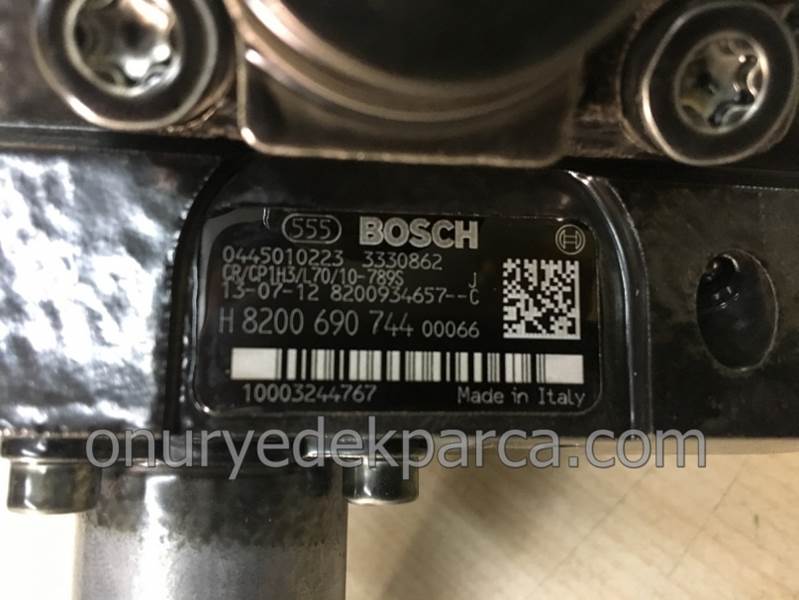 555 BOSCH
0445010223 3330862
CR/CP1H3/L70/10-789S J
13-07-12 8200934657--C
H 8200 690 744 00066
10003244767 Made in Italy
onuryedekparca.com